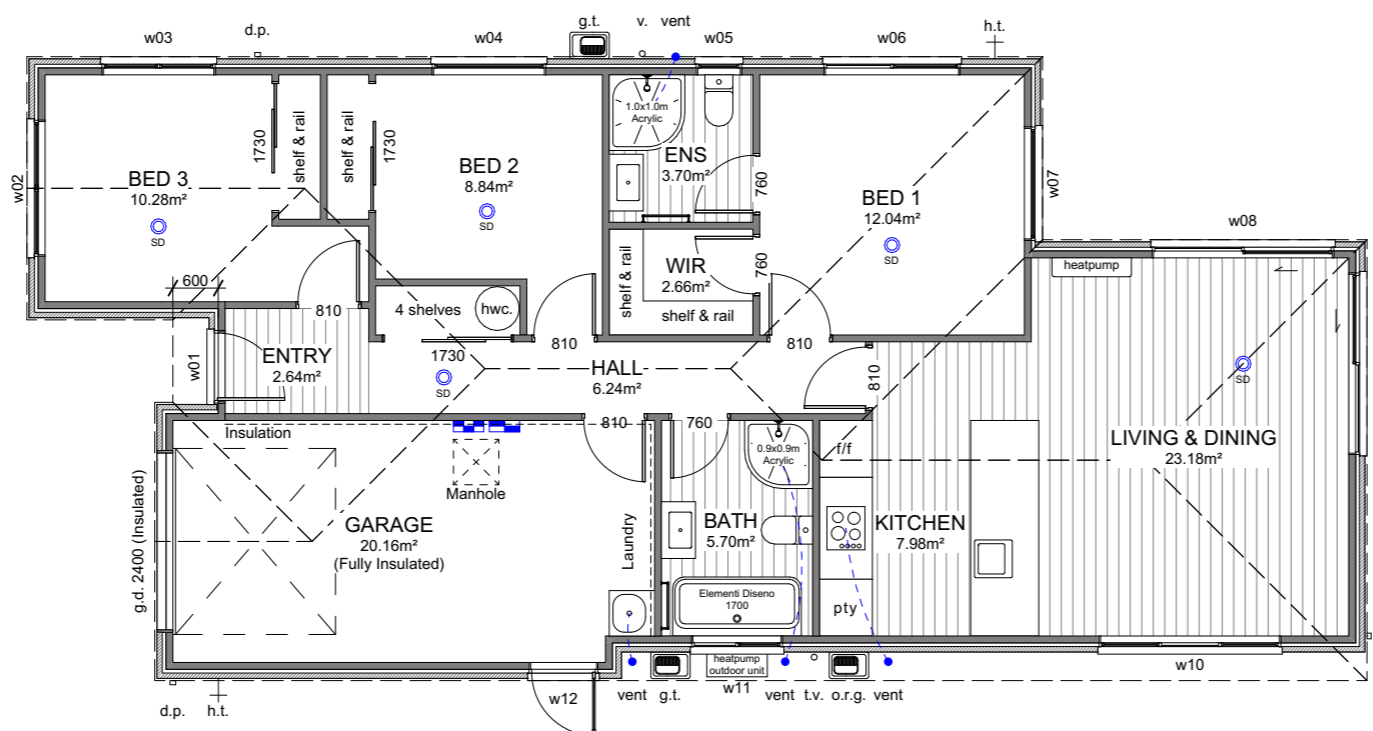 g.t.
v.
vent
h.t.
d.p.
w03
w04
w05
w06
1.0x1.0m
Acrylic
1730
shelf & rail
shelf & rail
1730
BED 3
10.28m²
SD
BED 2
8.84m²
SD
ENS
3.70m²
760
BED 1
12.04m²
SD
w02
w07
w08
600
810
4 shelves
hwc.
shelf & rail
WIR
2.66m²
shelf & rail
760
heatpump
w01
ENTRY
2.64m²
1730
SD
810
HALL
6.24m²
810
810
SD
Insulation
810
760
0.9x0.9m
Acrylic
f/f
LIVING & DINING
23.18m²
Manhole
g.d. 2400 (Insulated)
GARAGE
20.16m²
(Fully Insulated)
Laundry
BATH
5.70m²
KITCHEN
7.98m²
Elementi Diseno
1700
pty
heatpump
outdoor unit
w10
w12
vent
g.t.
w11
vent
t.v.
o.r.g.
vent
d.p.
h.t.